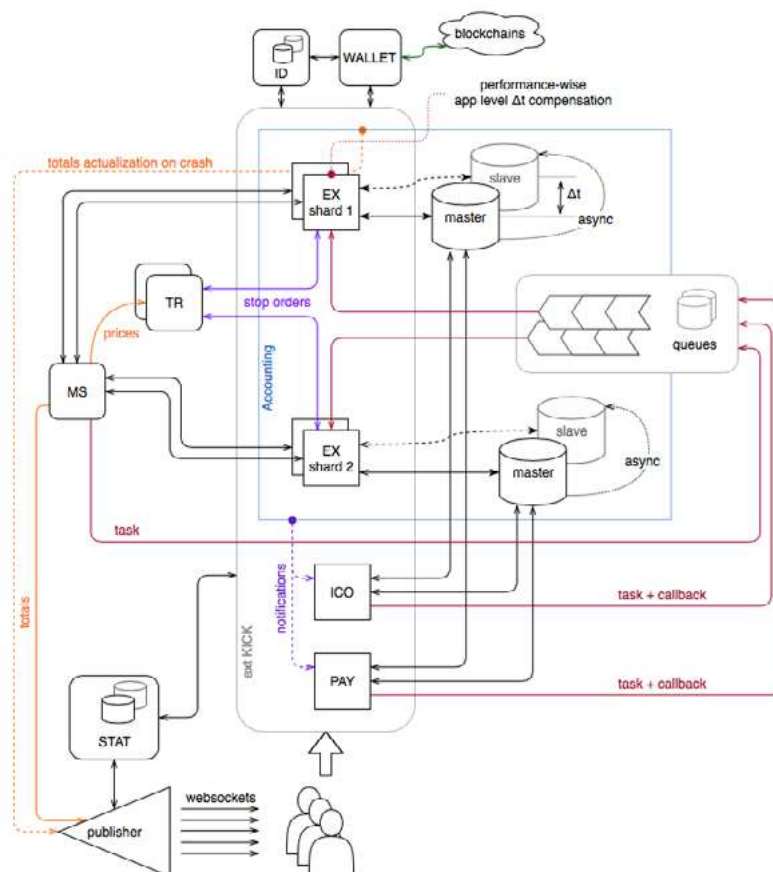 blockchains
ID
WALLET
performance-wise
app level Δt compensation
totals actualization on crash
slave
EX
shard 1
Δt
master
async
TR
stop orders
prices
queues
MS
Accounting
slave
EX
shard 2
master
async
task
ICO
notifications
totals
task + callback
ext KICK
PAY
task + callback
STAT
websockets
publisher